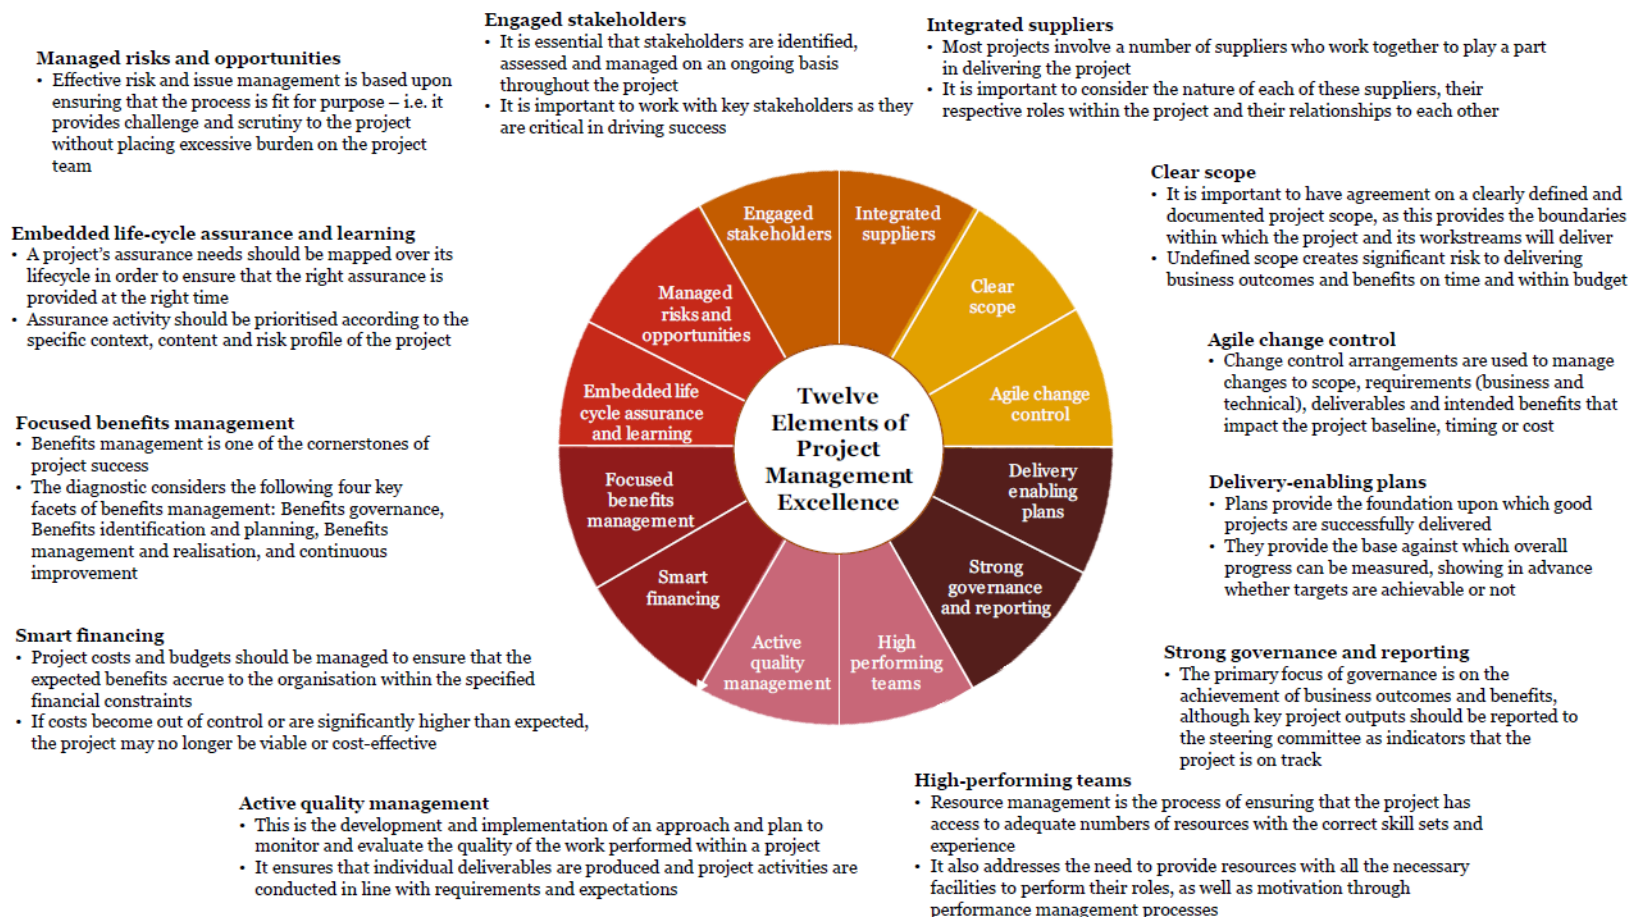 Engaged stakeholders
• It is essential that stakeholders are identified,
assessed and managed on an ongoing basis
throughout the project
• It is important to work with key stakeholders as they
are critical in driving success
Integrated suppliers
• Most projects involve a number of suppliers who work together to play a part
in delivering the project
• It is important to consider the nature of each of these suppliers, their
respective roles within the project and their relationships to each other
Managed risks and opportunities
• Effective risk and issue management is based upon
ensuring that the process is fit for purpose – i.e. it
provides challenge and scrutiny to the project
without placing excessive burden on the project
team
Clear scope
• It is important to have agreement on a clearly defined and
documented project scope, as this provides the boundaries
within which the project and its workstreams will deliver
• Undefined scope creates significant risk to delivering
business outcomes and benefits on time and within budget
Embedded life-cycle assurance and learning
• A project’s assurance needs should be mapped over its
lifecycle in order to ensure that the right assurance is
provided at the right time
• Assurance activity should be prioritised according to the
specific context, content and risk profile of the project
Agile change control
• Change control arrangements are used to manage
changes to scope, requirements (business and
technical), deliverables and intended benefits that
impact the project baseline, timing or cost
Focused benefits management
• Benefits management is one of the cornerstones of
project success
• The diagnostic considers the following four key
facets of benefits management: Benefits governance,
Benefits identification and planning, Benefits
management and realisation, and continuous
improvement
Delivery-enabling plans
• Plans provide the foundation upon which good
projects are successfully delivered
• They provide the base against which overall
progress can be measured, showing in advance
whether targets are achievable or not
Smart financing
• Project costs and budgets should be managed to ensure that the
expected benefits accrue to the organisation within the specified
financial constraints
• If costs become out of control or are significantly higher than expected,
the project may no longer be viable or cost-effective
Strong governance and reporting
• The primary focus of governance is on the
achievement of business outcomes and benefits,
although key project outputs should be reported to
the steering committee as indicators that the
project is on track
Active quality management
• This is the development and implementation of an approach and plan to
monitor and evaluate the quality of the work performed within a project
• It ensures that individual deliverables are produced and project activities are
conducted in line with requirements and expectations
High-performing teams
• Resource management is the process of ensuring that the project has
access to adequate numbers of resources with the correct skill sets and
experience
• It also addresses the need to provide resources with all the necessary
facilities to perform their roles, as well as motivation through
performance management processes
Twelve
Elements of
Project
Management
Excellence
Engaged
stakeholders
Integrated
suppliers
Clear
scope
Agile change
control
Delivery
enabling
plans
Strong
governance
and reporting
High
performing
teams
Active
quality
management
Smart
financing
Focused
benefits
management
Embedded life
cycle assurance
and learning
Managed
risks and
opportunities